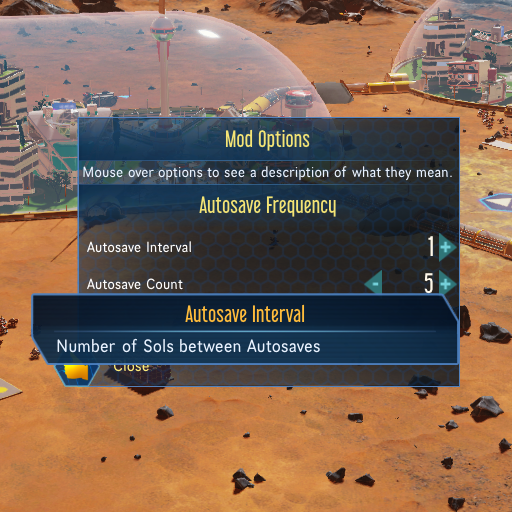 Mod Options
Mouse over options to see a description of what they mean.
Autosave Frequency
Autosave Interval 1 +
Autosave Count - 5 +
Autosave Interval
Number of Sols between Autosaves
Close